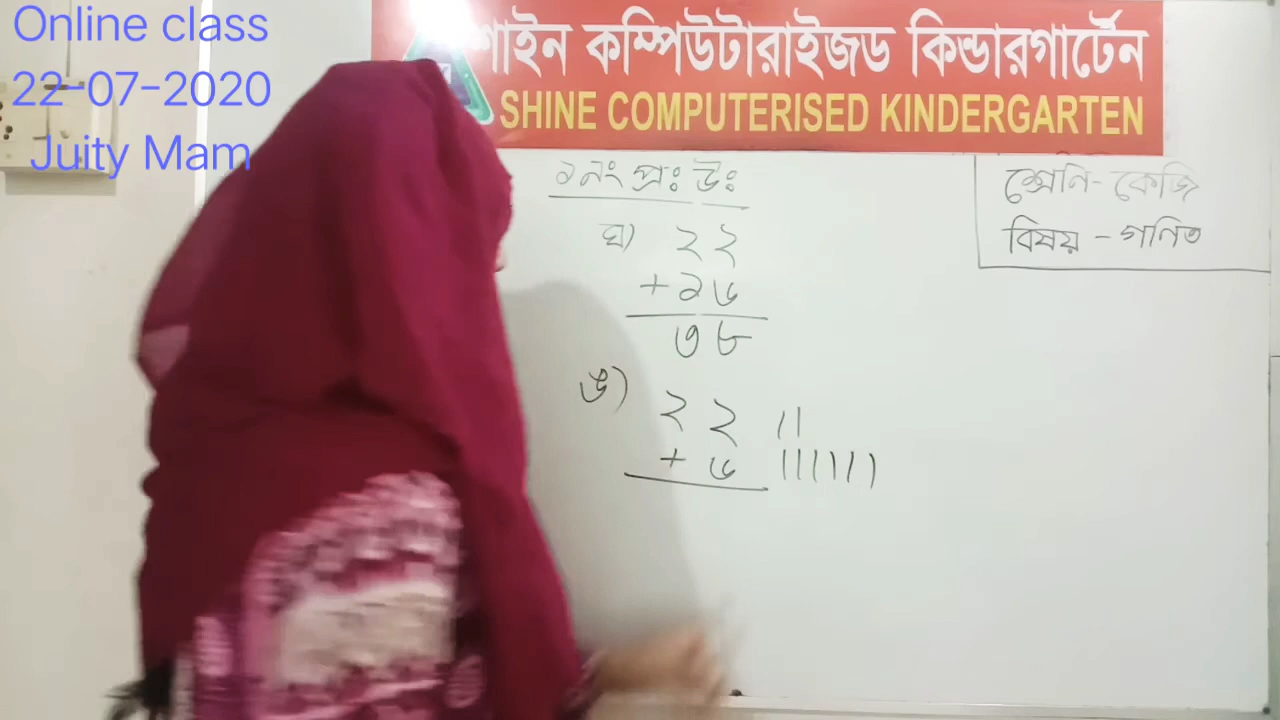 Online class
22-07-2020
Juity Mam
শাইন কম্পিউটারাইজড কিন্ডারগার্টেন
SHINE COMPUTERISED KINDERGARTEN
১নং প্রঃ উঃ
ঘ) ২২
+ ১৬
৩৮
ঙ) ২২ ||
+ ৬ ||||||
শ্রেনি - কেজি
বিষয় - গনিত